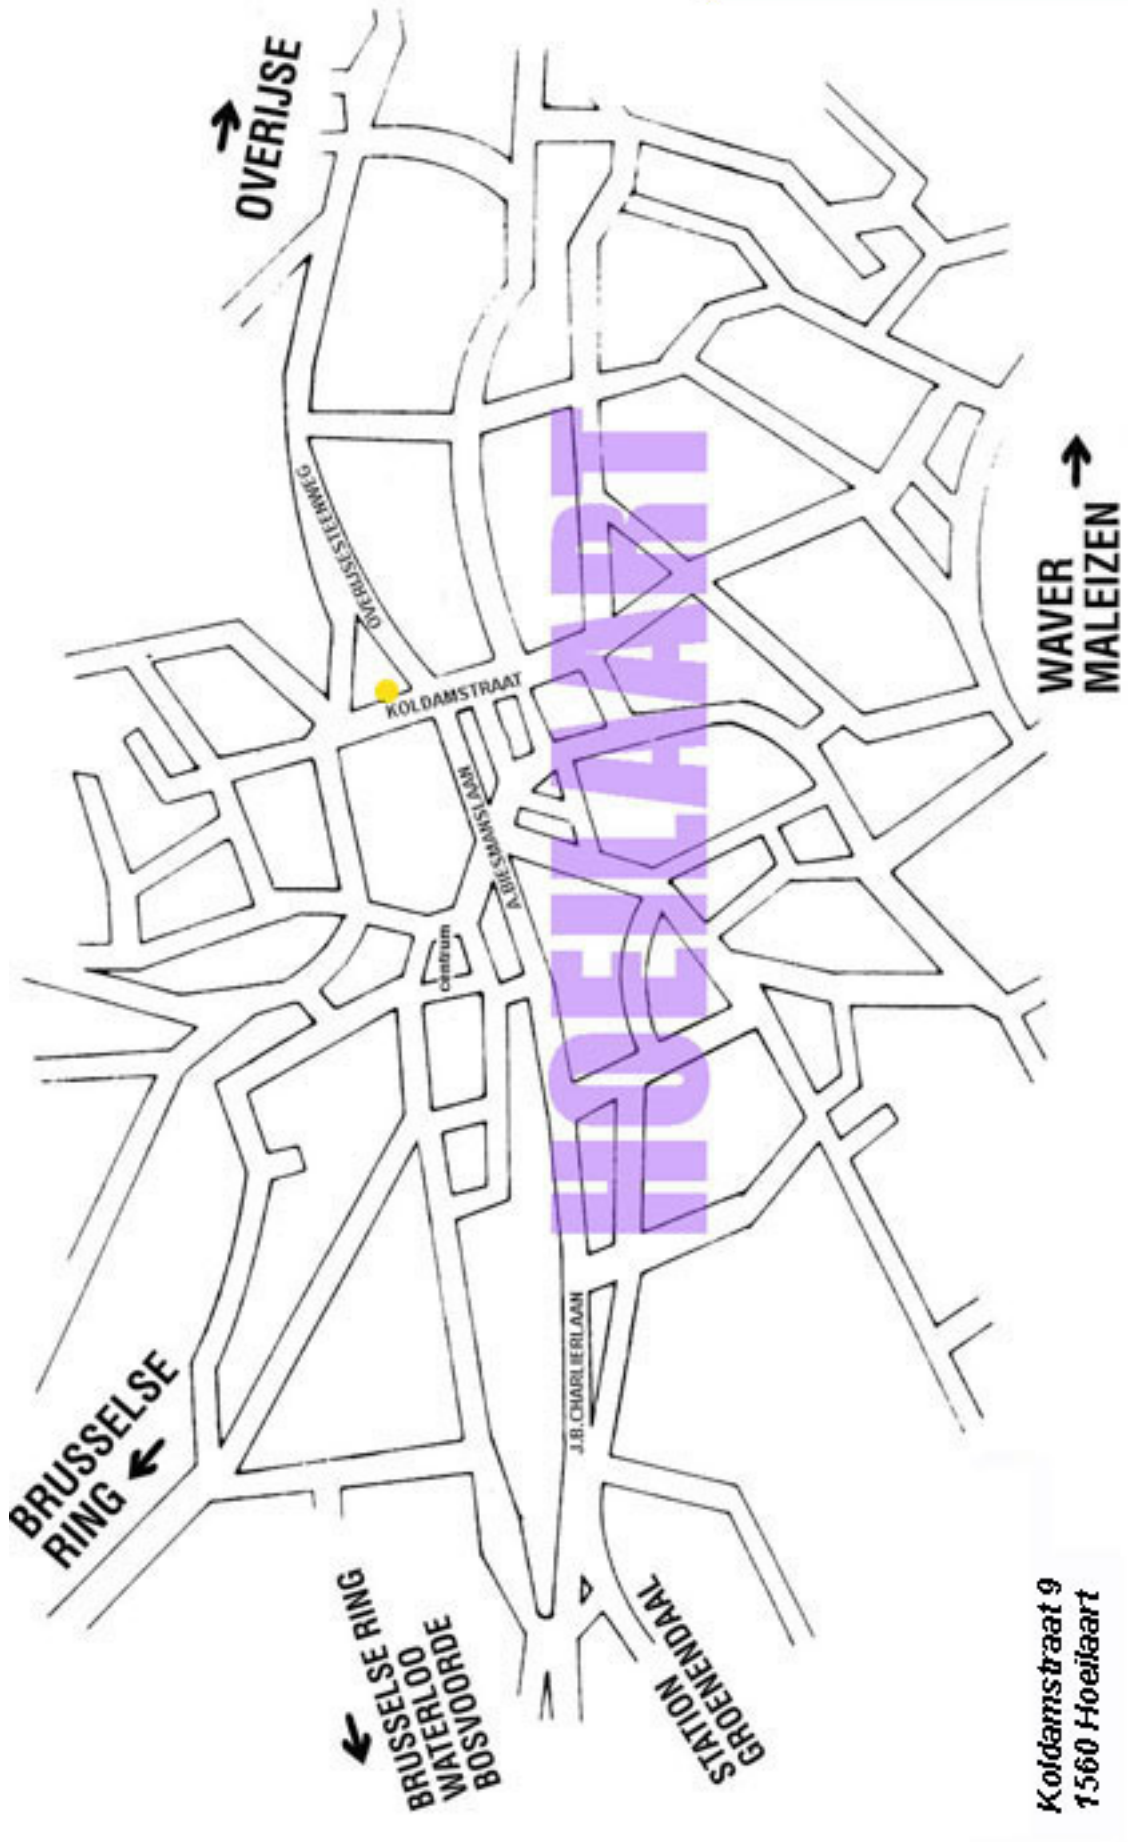 OVERIJSE
OVERIJSESTEENWEG
KOLDAMSTRAAT
A.BIESMANSLAAN
centrum
HOEILAART
WAVER
MALEIZEN
J.B.CHARLIERLAAN
BRUSSELSE
RING
BRUSSELSE RING
WATERLOO
BOSVOORDE
STATION
GROENENDAAL
Koldamstraat 9
1560 Hoeilaart